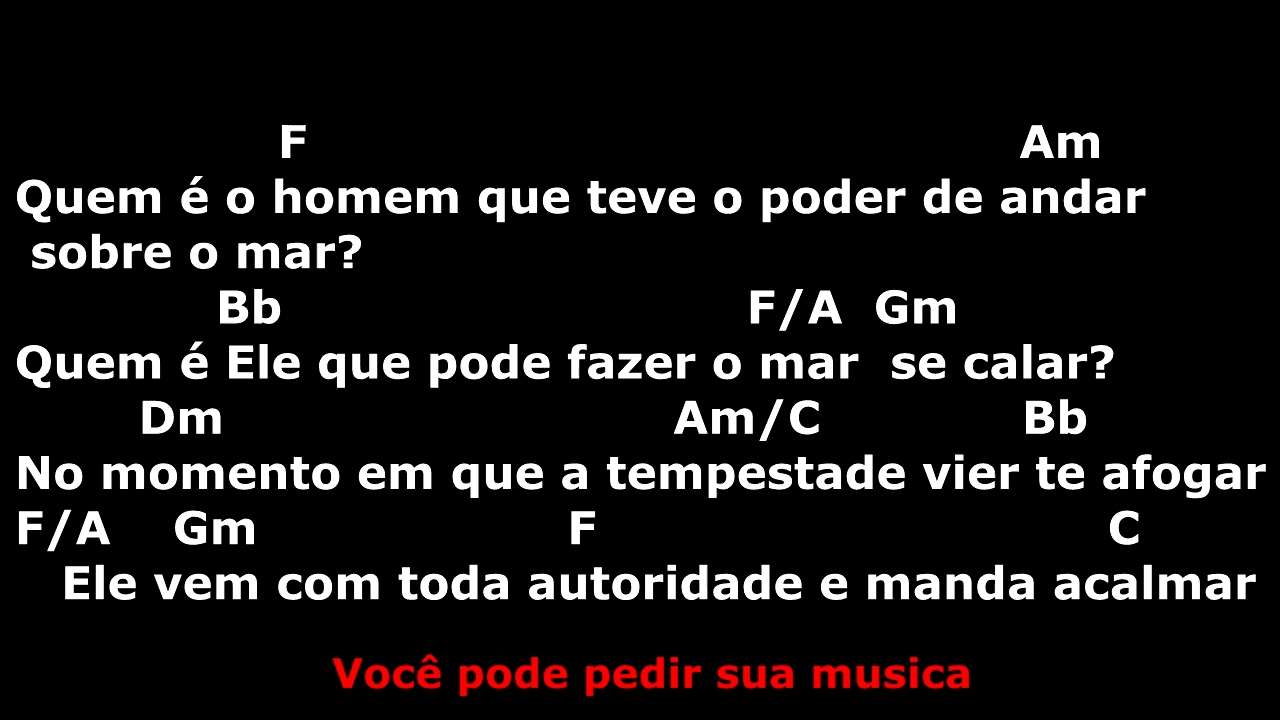 F Am
Quem é o homem que teve o poder de andar
sobre o mar?
Bb F/A Gm
Quem é Ele que pode fazer o mar se calar?
Dm Am/C Bb
No momento em que a tempestade vier te afogar
F/A Gm F C
Ele vem com toda autoridade e manda acalmar
Você pode pedir sua musica